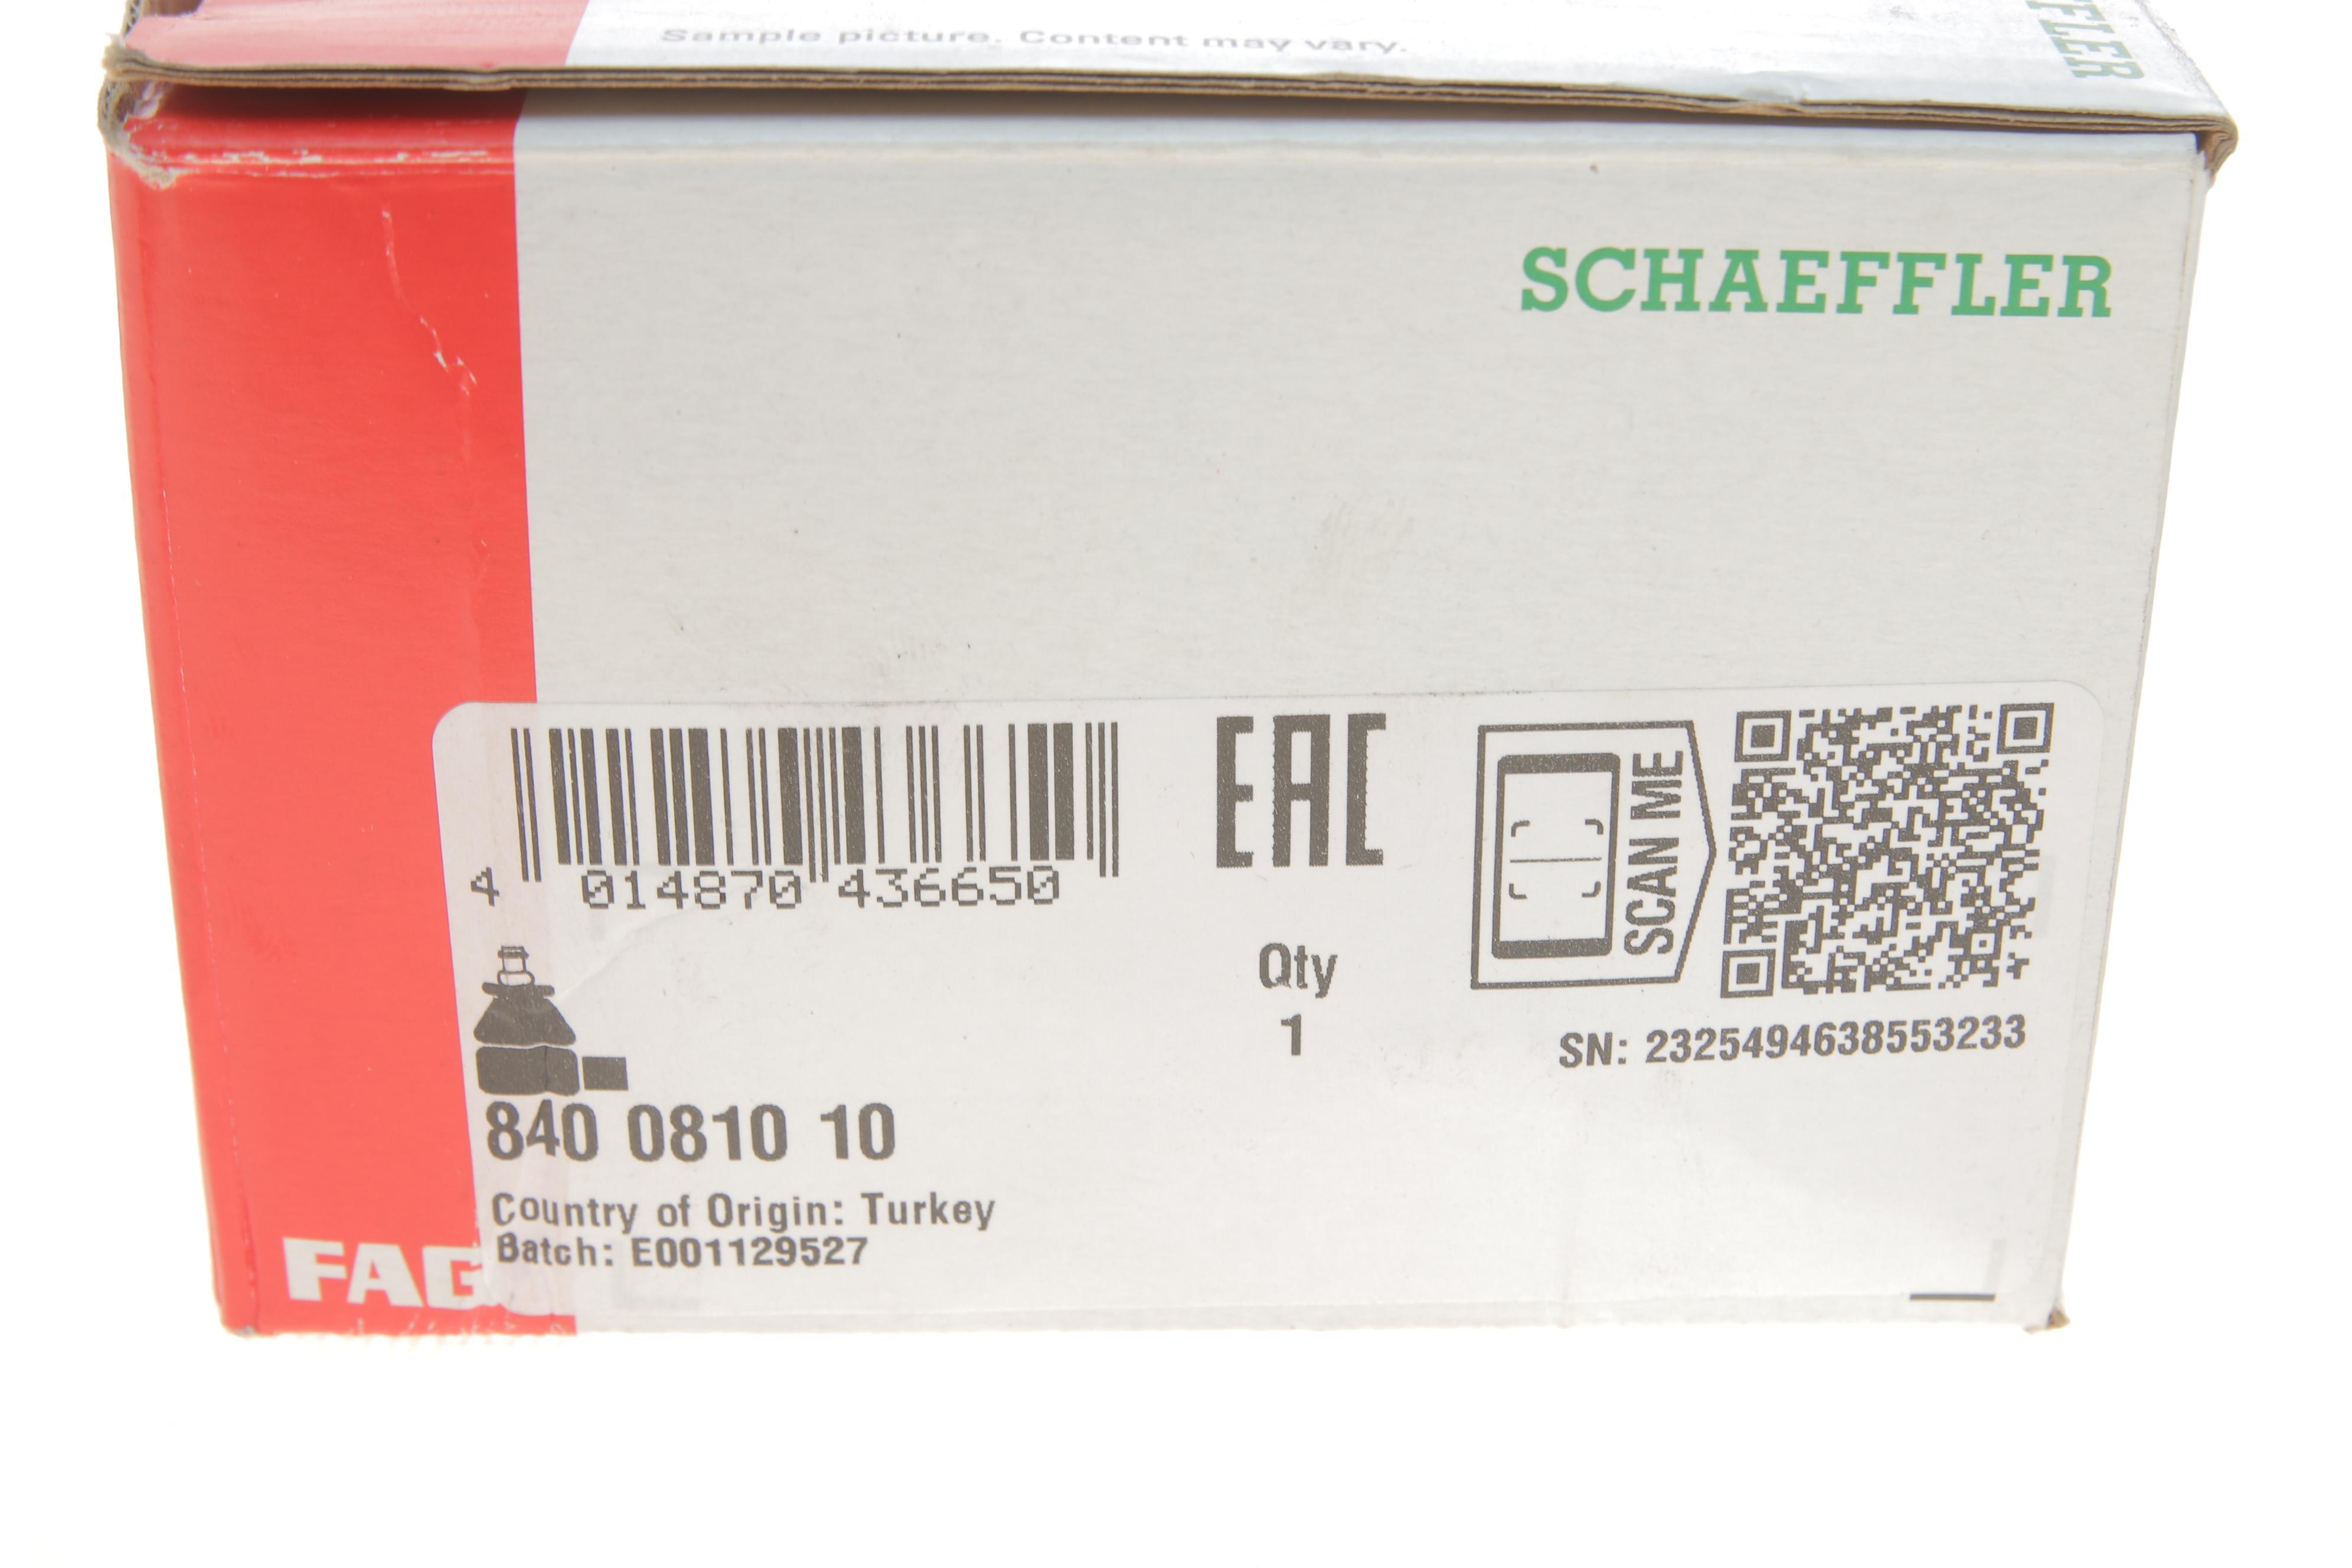 Sample picture. Content may vary.
SCHAEFFLER
EAC
SCAN ME
4 014870 436650
Qty
1
SN: 2325494638553233
840 0810 10
Country of Origin: Turkey
Batch: E001129527
FAG